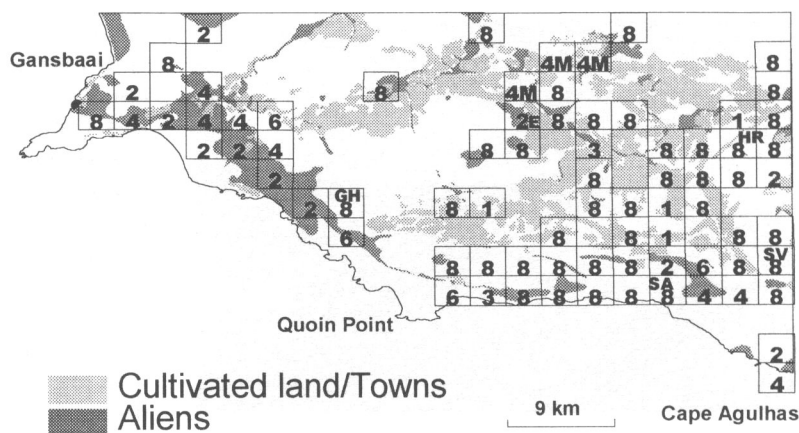 2 8 8
Gansbaai 8 4M 4M 8
2 4 8 4M 8 8
8 4 2 4 4 6 2E 8 8 8 1 8
HR
2 2 4 8 8 3 8 8 8 8
2 8 8 8 8 2
GH
2 8 8 1 8 8 1 8
6 8 8 1 8 8
SV
8 8 8 8 8 8 2 6 8 8
SA
6 3 8 8 8 8 8 4 4 8
Quoin Point
2
Cultivated land/Towns 4
Aliens 9 km Cape Agulhas